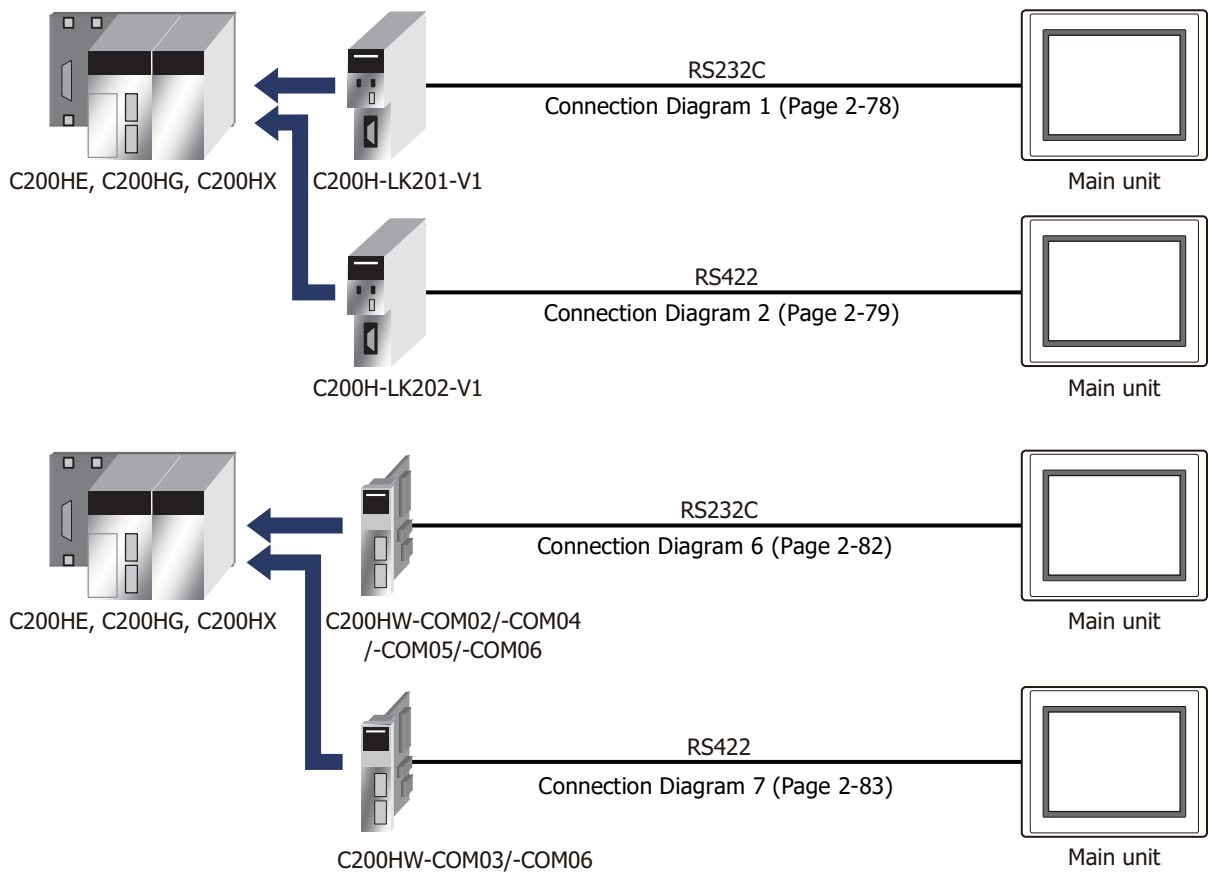 RS232C
Connection Diagram 1 (Page 2-78)
C200HE, C200HG, C200HX
C200H-LK201-V1
Main unit
RS422
Connection Diagram 2 (Page 2-79)
C200H-LK202-V1
Main unit
RS232C
Connection Diagram 6 (Page 2-82)
C200HE, C200HG, C200HX
C200HW-COM02/-COM04
/-COM05/-COM06
Main unit
RS422
Connection Diagram 7 (Page 2-83)
C200HW-COM03/-COM06
Main unit